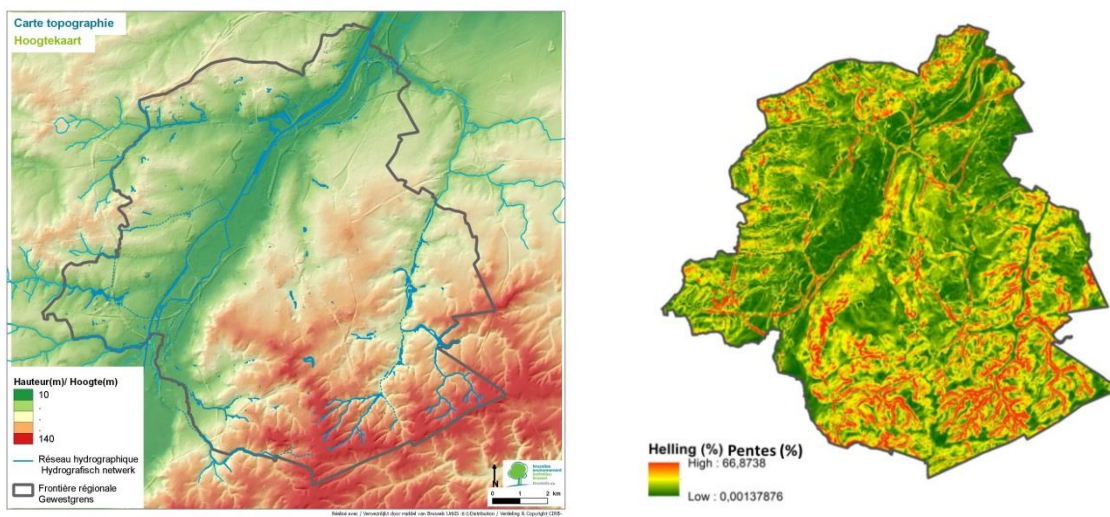 Carte topographie
Hoogtekaart
Hauteur(m)/ Hoogte(m)
10
.
.
.
140
Réseau hydrographique
Hydrografisch netwerk
Frontière régionale
Gewestgrens
N
0 1 2 km
Helling (%) Pentes (%)
High : 66,8738
Low : 0,00137876